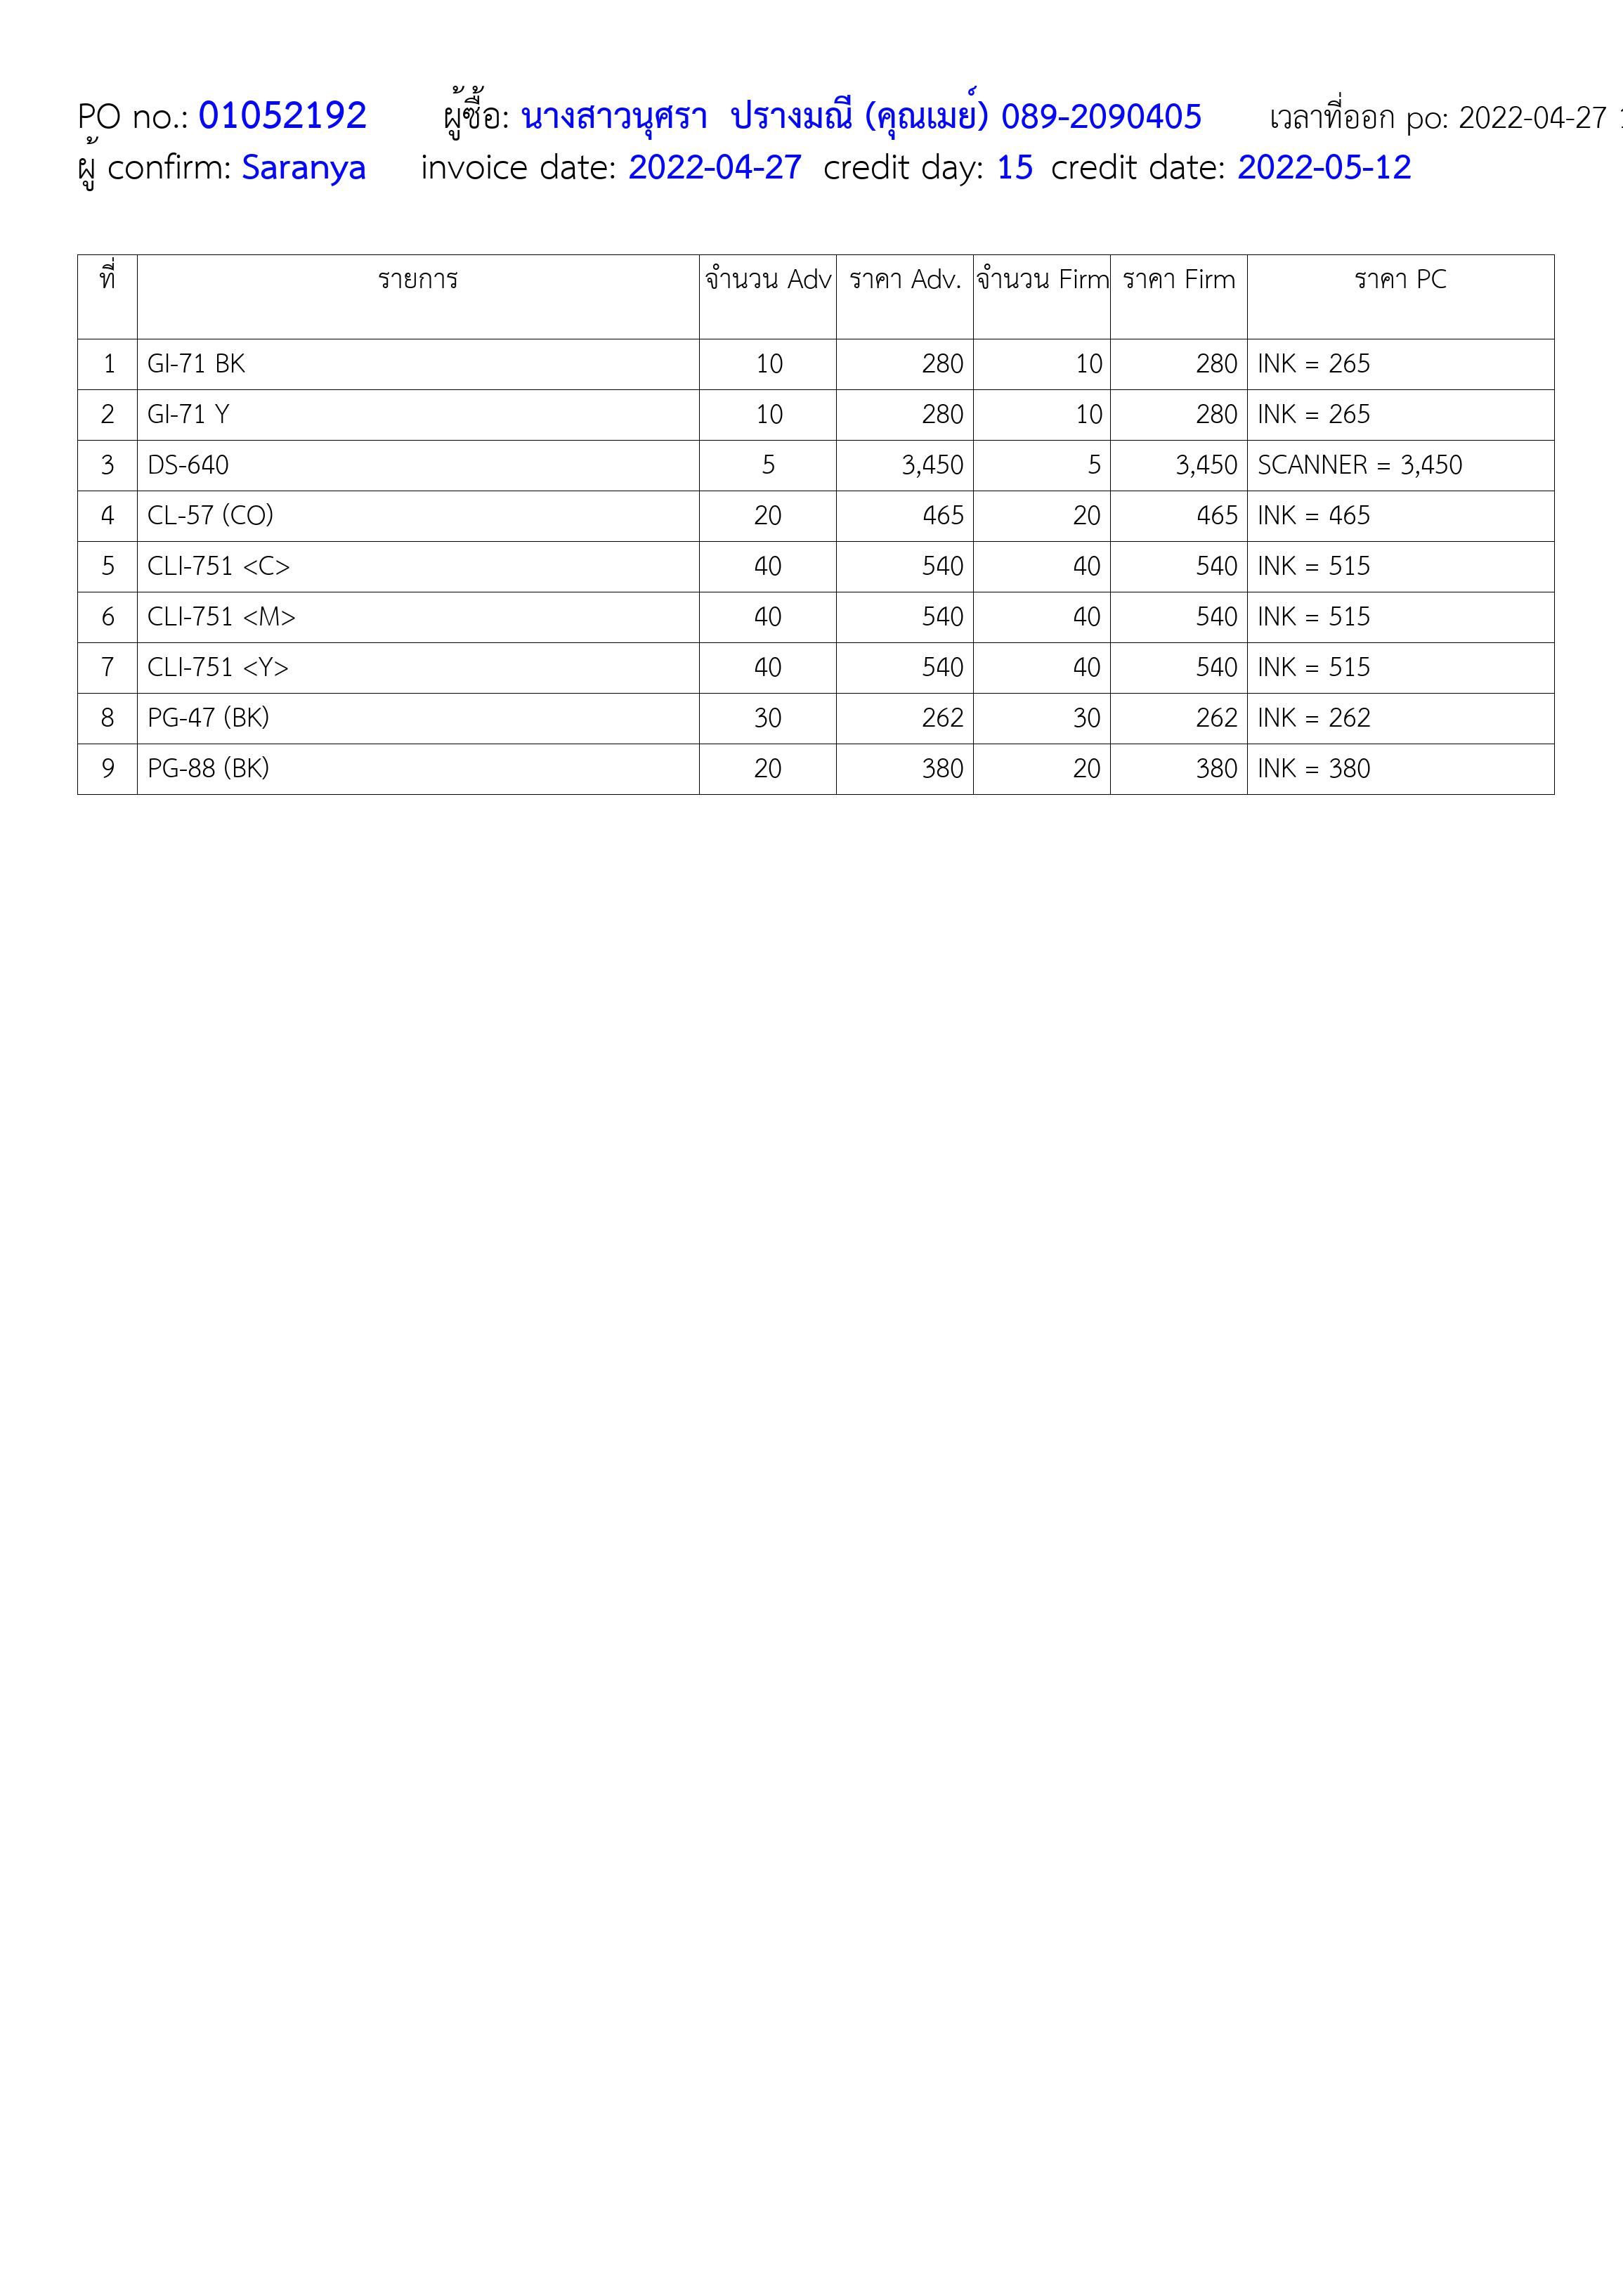 PO no.: 01052192 ผู้ซื้อ: นางสาวนุศรา ปรางมณี (คุณเมย์) 089-2090405 เวลาที่ออก po: 2022-04-27
ผู้ confirm: Saranya invoice date: 2022-04-27 credit day: 15 credit date: 2022-05-12
ที่ รายการ จำนวน Adv ราคา Adv. จำนวน Firm ราคา Firm ราคา PC
1 GI-71 BK 10 280 10 280 INK = 265
2 GI-71 Y 10 280 10 280 INK = 265
3 DS-640 5 3,450 5 3,450 SCANNER = 3,450
4 CL-57 (CO) 20 465 20 465 INK = 465
5 CLI-751 <C> 40 540 40 540 INK = 515
6 CLI-751 <M> 40 540 40 540 INK = 515
7 CLI-751 <Y> 40 540 40 540 INK = 515
8 PG-47 (BK) 30 262 30 262 INK = 262
9 PG-88 (BK) 20 380 20 380 INK = 380